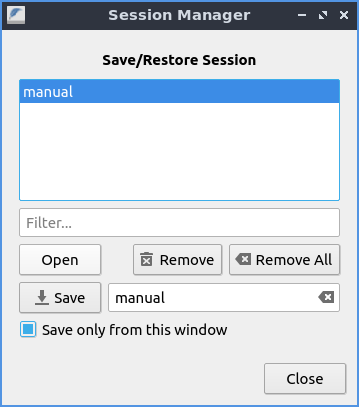 Session Manager
Save/Restore Session
manual
Filter...
Open Remove Remove All
Save manual
Save only from this window
Close